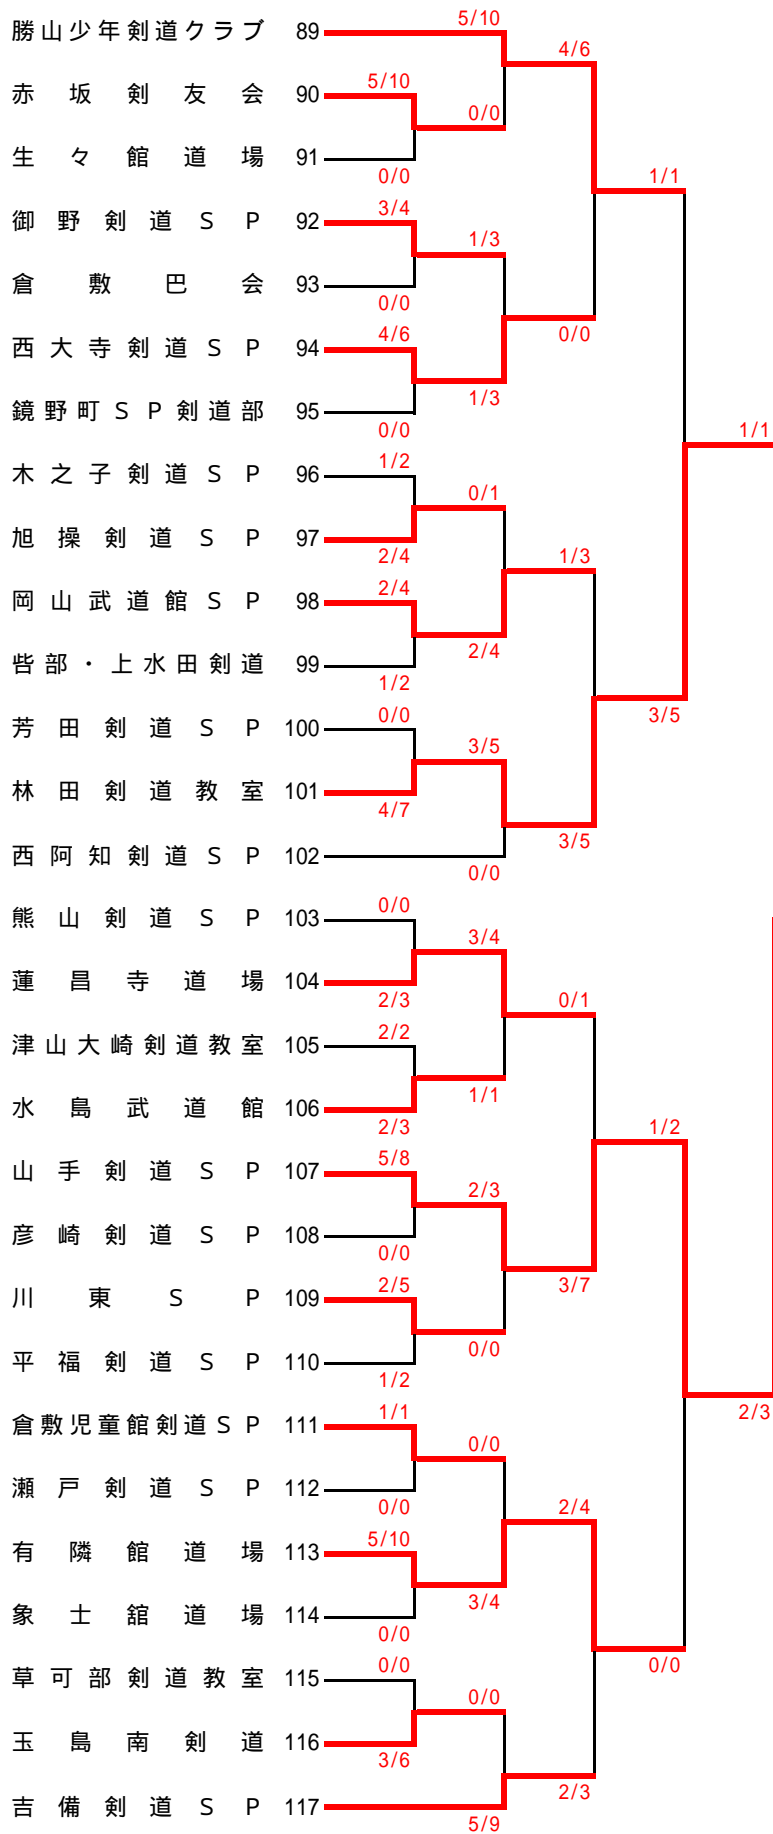 5/10
勝山少年剣道クラブ 89
4/6
5/10
赤坂剣友会 90
0/0
生々館道場 91
0/0
1/1
3/4
御野剣道SP 92
1/3
倉敷巴会 93
0/0
4/6
0/0
西大寺剣道SP 94
1/3
鏡野町SP剣道部 95
0/0
1/1
1/2
木之子剣道SP 96
0/1
旭操剣道SP 97
2/4
1/3
2/4
岡山武道館SP 98
2/4
呰部・上水田剣道 99
1/2
0/0
3/5
芳田剣道SP 100
3/5
林田剣道教室 101
4/7
3/5
西阿知剣道SP 102
0/0
0/0
熊山剣道SP 103
3/4
蓮昌寺道場 104
2/3
0/1
2/2
津山大崎剣道教室 105
1/1
水島武道館 106
2/3
1/2
5/8
山手剣道SP 107
2/3
彦崎剣道SP 108
0/0
2/5
3/7
川東SP 109
0/0
平福剣道SP 110
1/2
1/1
2/3
倉敷児童館剣道SP 111
0/0
瀬戸剣道SP 112
0/0
2/4
5/10
有隣館道場 113
3/4
象士舘道場 114
0/0
0/0
0/0
草可部剣道教室 115
0/0
玉島南剣道 116
3/6
2/3
吉備剣道SP 117
5/9